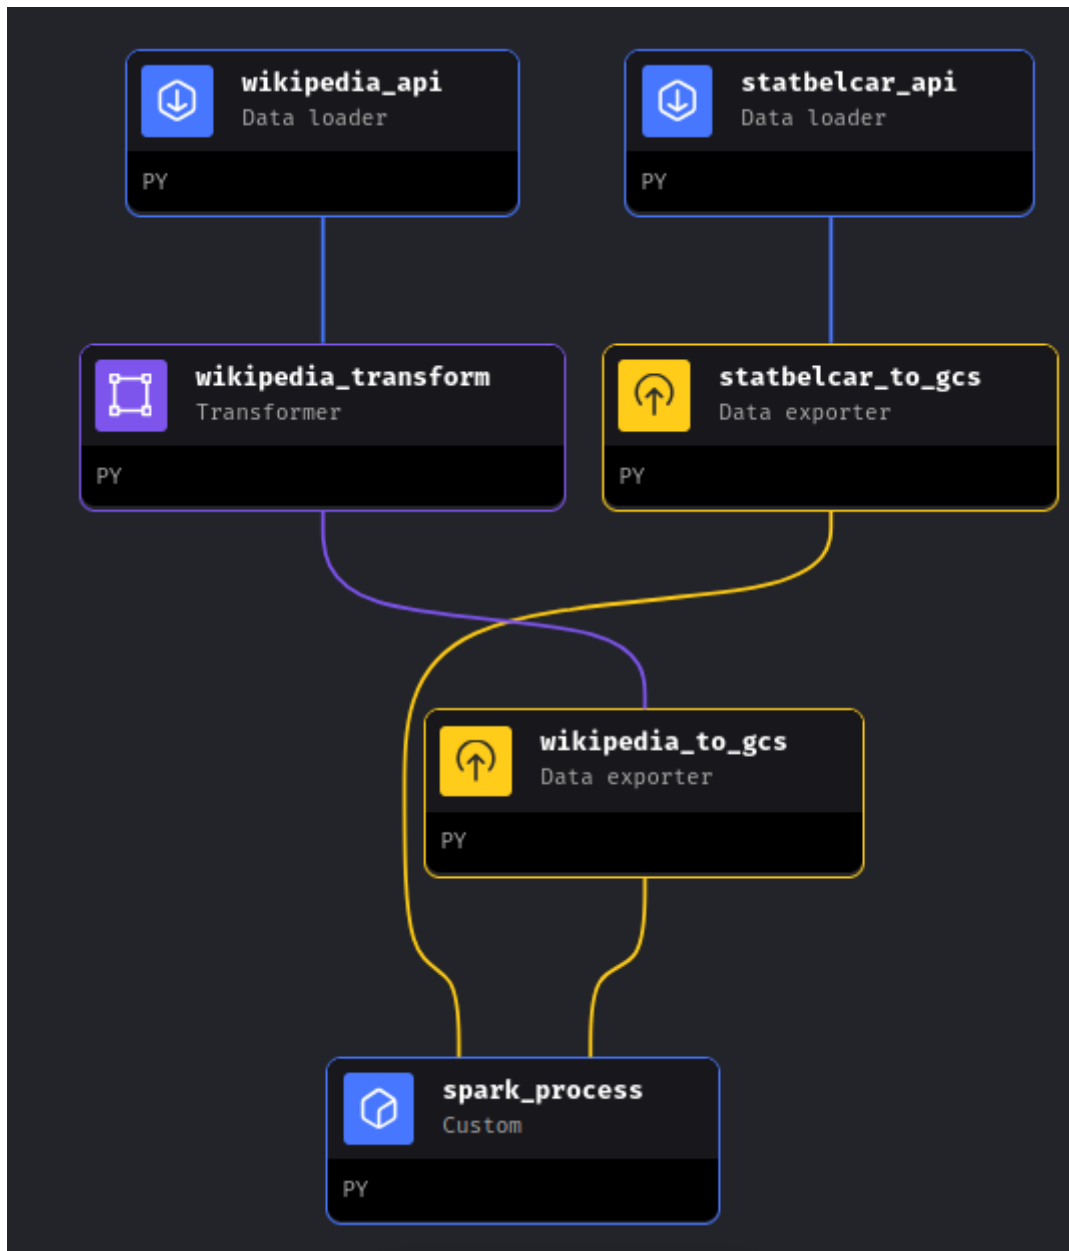 wikipedia_api
Data loader
PY
statbelcar_api
Data loader
PY
wikipedia_transform
Transformer
PY
statbelcar_to_gcs
Data exporter
PY
wikipedia_to_gcs
Data exporter
PY
spark_process
Custom
PY